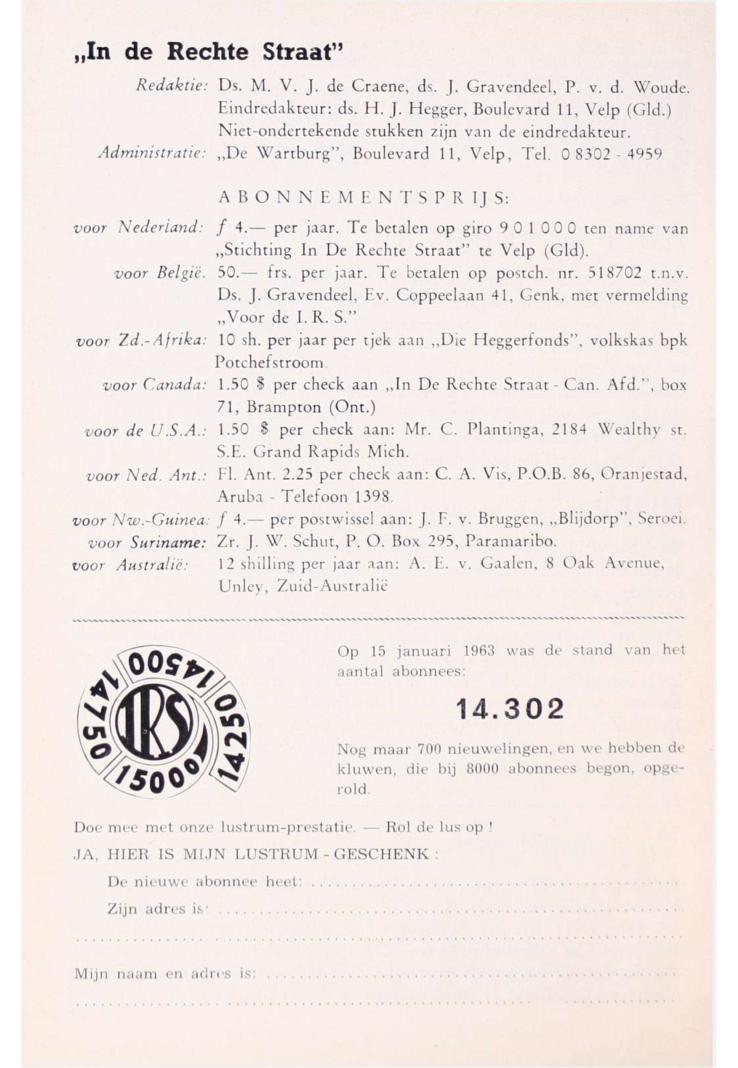 „In de Rechte Straat”
Redaktie: Ds. M. V. J. de Craene, ds. J. Gravendeel, P. v. d. Woude.
Eindredakteur: ds. H. J. Hegger, Boulevard 11, Velp (Gld.)
Niet-ondertekende stukken zijn van de eindredakteur.
Administratie: „De Wartburg”, Boulevard 11, Velp, Tel. 0 8302 - 4959
ABONNEMENTSPRIJS:
voor Nederland: f 4.— per jaar. Te betalen op giro 901000 ten name van
„Stichting In De Rechte Straat” te Velp (Gld).
voor België. 50.— frs. per jaar. Te betalen op postch. nr. 518702 t.n.v.
Ds. J. Gravendeel, Ev. Coppeelaan 41, Genk, met vermelding
„Voor de I. R. S.”
voor Zd.-Afrika: 10 sh. per jaar per tjek aan „Die Heggerfonds”, volkskas bpk
Potchefstroom.
voor Canada: 1.50 $ per check aan „In De Rechte Straat - Can. Afd.”, box
71, Brampton (Ont.)
voor de U.S.A.: 1.50 $ per check aan: Mr. C. Plantinga, 2184 Wealthy st.
S.E. Grand Rapids Mich.
voor Ned. Ant.: Fl. Ant. 2.25 per check aan: C. A. Vis, P.O.B. 86, Oranjestad,
Aruba - Telefoon 1398.
voor Nw.-Guinea: f 4.— per postwissel aan: J. F. v. Bruggen, „Blijdorp”, Seroei.
voor Suriname: Zr. J. W. Schut, P. O. Box 295, Paramaribo.
voor Australië: 12 shilling per jaar aan: A. E. v. Gaalen, 8 Oak Avenue,
Unley, Zuid-Australië
14750
14500
14500
14250
IRS
15000
Op 15 januari 1963 was de stand van het
aantal abonnees:
14.302
Nog maar 700 nieuwelingen, en we hebben de
kluwen, die bij 8000 abonnees begon, opge-
rold.
Doe mee met onze lustrum-prestatie. — Rol de lus op !
JA, HIER IS MIJN LUSTRUM - GESCHENK :
De nieuwe abonnee heet:
Zijn adres is:
Mijn naam en adres is: